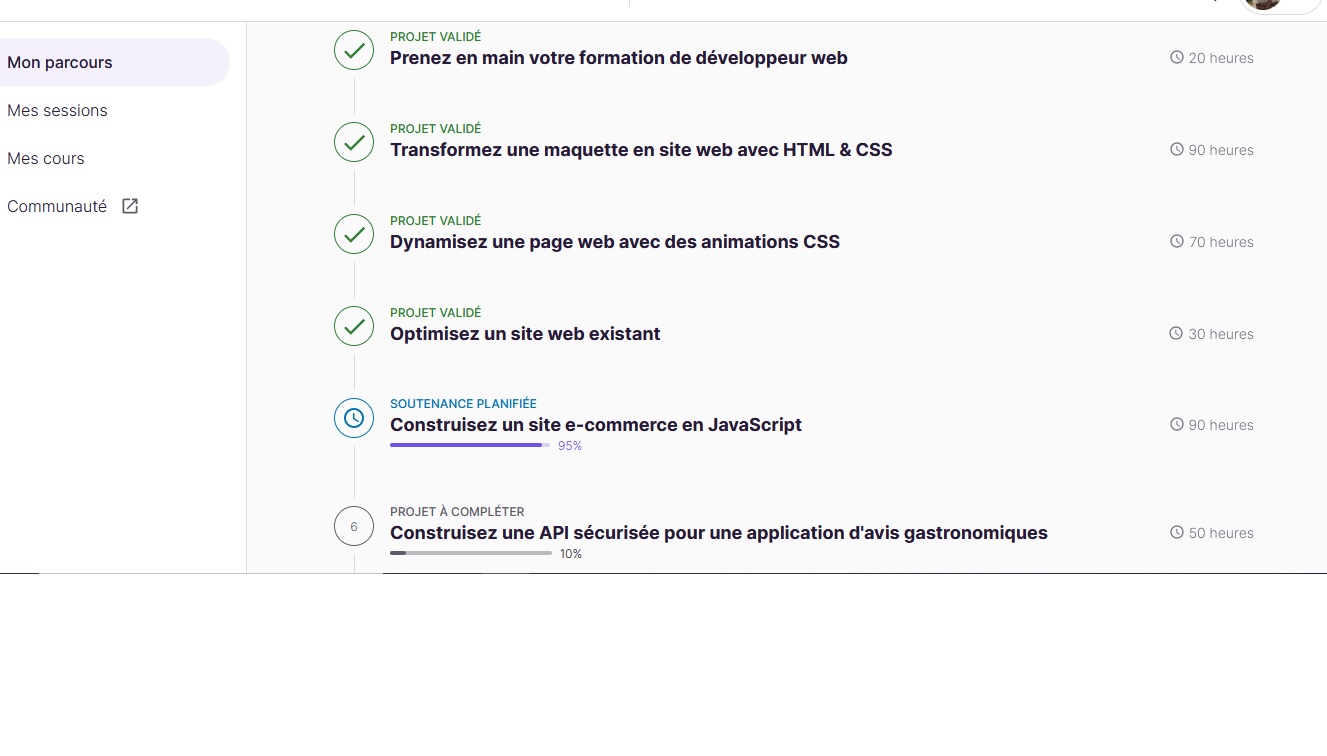 Mon parcours
Mes sessions
Mes cours
Communauté
PROJET VALIDÉ
Prenez en main votre formation de développeur web
20 heures
PROJET VALIDÉ
Transformez une maquette en site web avec HTML & CSS
90 heures
PROJET VALIDÉ
Dynamisez une page web avec des animations CSS
70 heures
PROJET VALIDÉ
Optimisez un site web existant
30 heures
SOUTENANCE PLANIFIÉE
Construisez un site e-commerce en JavaScript
90 heures
95%
PROJET À COMPLÉTER
6
Construisez une API sécurisée pour une application d'avis gastronomiques
50 heures
10%